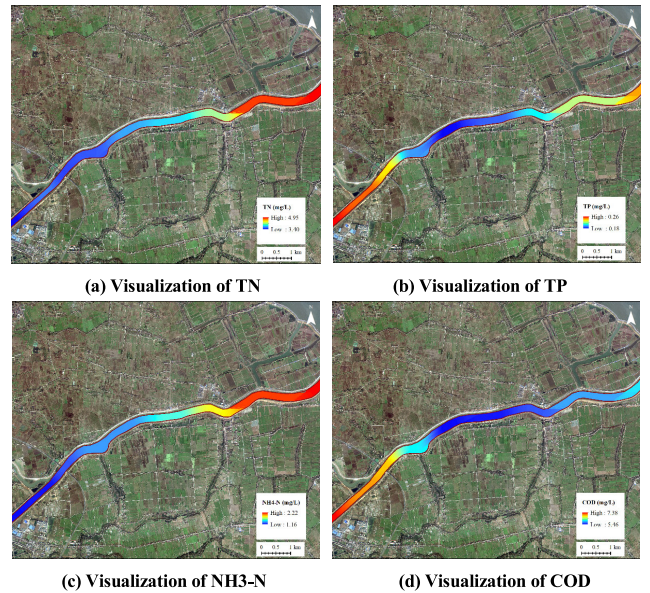 TN (mg/L)
High : 4.95
Low : 3.40
0 0.5 1 km
TP (mg/L)
High : 0.26
Low : 0.18
0 0.5 1 km
(a) Visualization of TN
(b) Visualization of TP
NH4-N (mg/L)
High : 2.22
Low : 1.16
0 0.5 1 km
COD (mg/L)
High : 7.38
Low : 5.46
0 0.5 1 km
(c) Visualization of NH3-N
(d) Visualization of COD